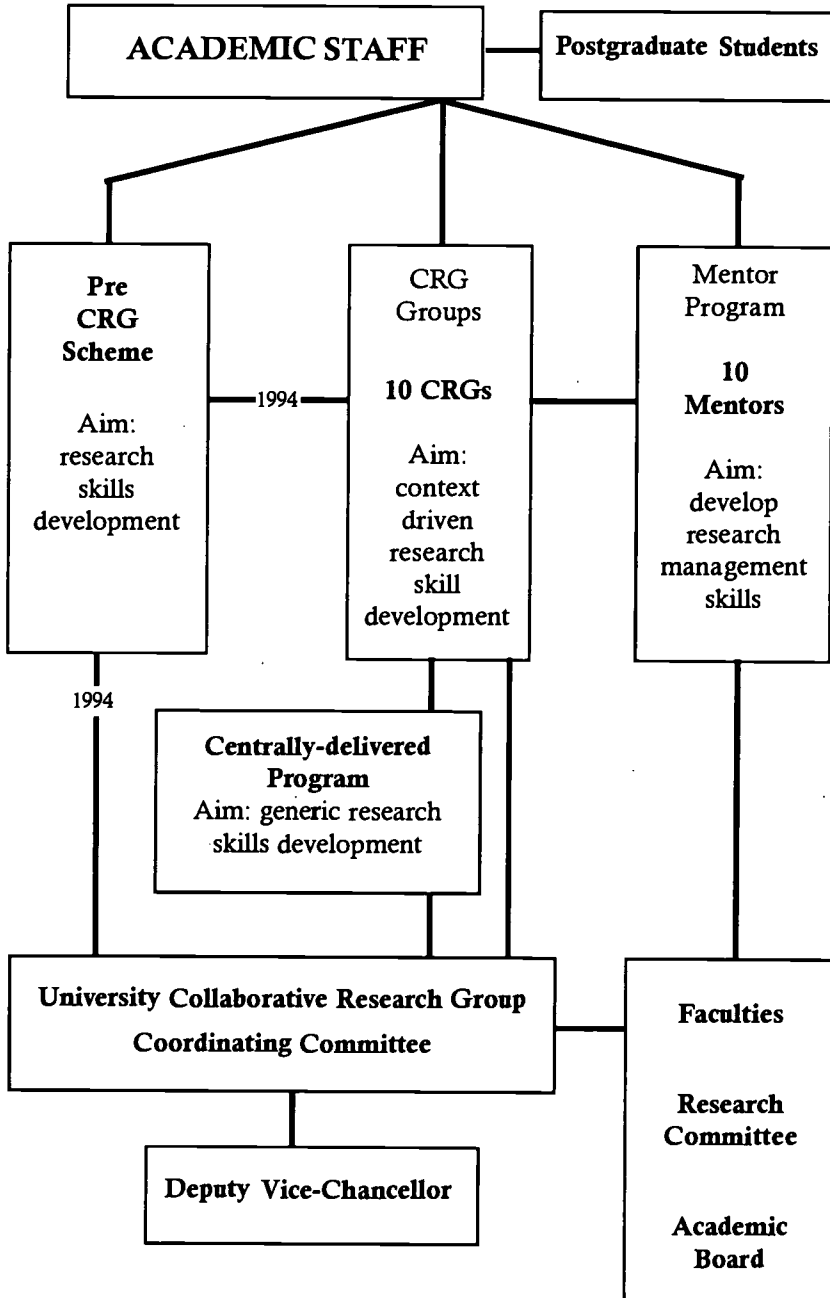 ACADEMIC STAFF
Postgraduate Students
Pre
CRG
Scheme
Aim:
research
skills
development
1994
CRG
Groups
10 CRGs
Aim:
context
driven
research
skill
development
Mentor
Program
10
Mentors
Aim:
develop
research
management
skills
1994
Centrally-delivered
Program
Aim: generic research
skills development
University Collaborative Research Group
Coordinating Committee
Faculties
Research
Committee
Academic
Board
Deputy Vice-Chancellor